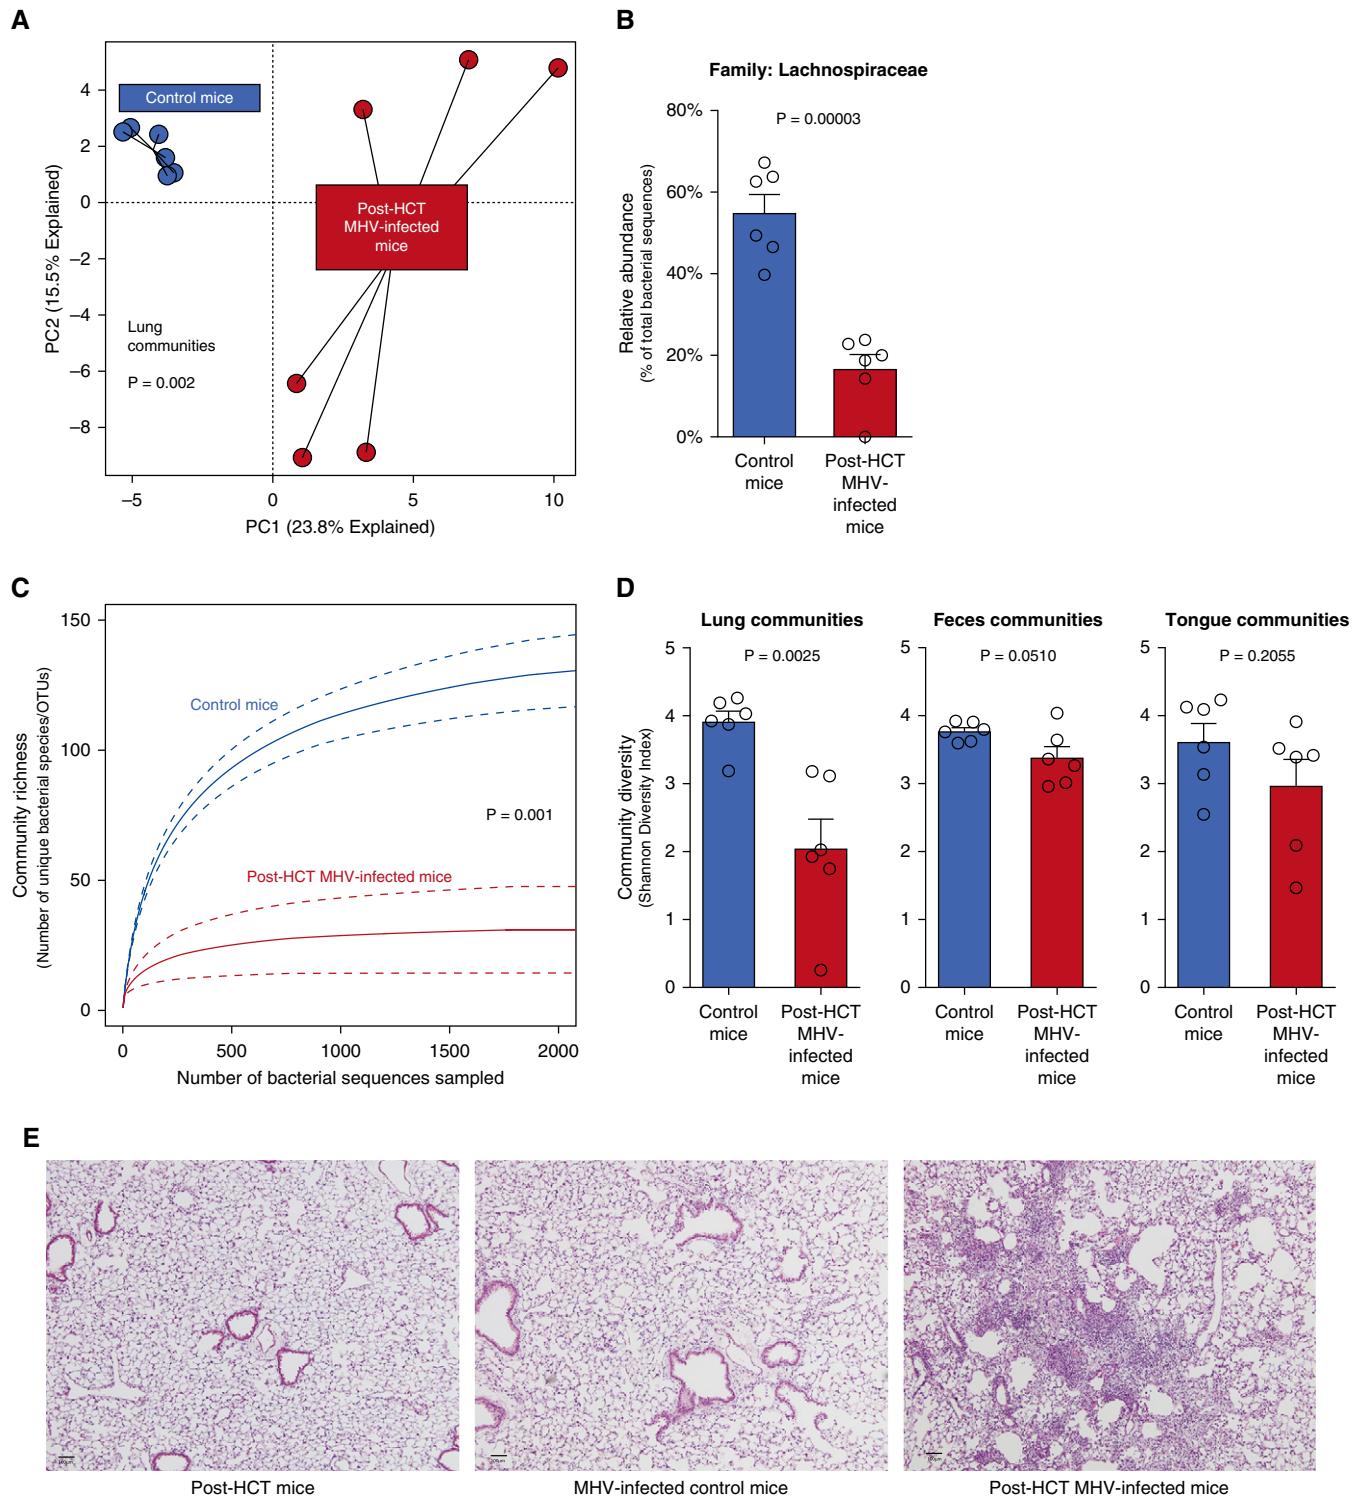 A
Control mice
Post-HCT
MHV-infected
mice
Lung
communities
P = 0.002
4
2
0
–2
–4
–6
–8
PC2 (15.5% Explained)
–5
0
5
10
PC1 (23.8% Explained)
B
Family: Lachnospiraceae
P = 0.00003
80%
60%
40%
20%
0%
Relative abundance
(% of total bacterial sequences)
Control
mice
Post-HCT
MHV-
infected
mice
C
150
100
50
0
Community richness
(Number of unique bacterial species/OTUs)
Control mice
P = 0.001
Post-HCT MHV-infected mice
0
500
1000
1500
2000
Number of bacterial sequences sampled
D
Community diversity
(Shannon Diversity Index)
Lung communities
P = 0.0025
5
4
3
2
1
0
Control
mice
Post-HCT
MHV-
infected
mice
Feces communities
P = 0.0510
5
4
3
2
1
0
Control
mice
Post-HCT
MHV-
infected
mice
Tongue communities
P = 0.2055
5
4
3
2
1
0
Control
mice
Post-HCT
MHV-
infected
mice
E
Post-HCT mice
MHV-infected control mice
Post-HCT MHV-infected mice